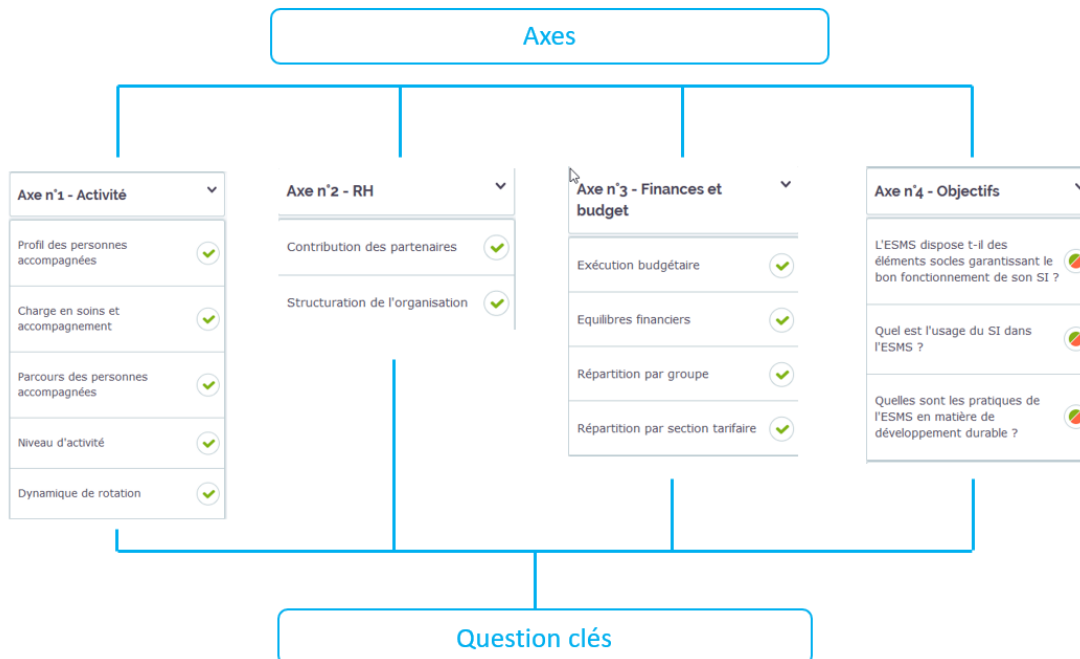 Axes
Axe n°1 - Activité
Profil des personnes
accompagnées
Charge en soins et
accompagnement
Parcours des personnes
accompagnées
Niveau d'activité
Dynamique de rotation
Axe n°2 - RH
Contribution des partenaires
Structuration de l'organisation
Axe n°3 - Finances et
budget
Exécution budgétaire
Equilibres financiers
Répartition par groupe
Répartition par section tarifaire
Axe n°4 - Objectifs
L'ESMS dispose t-il des
éléments socles garantissant le
bon fonctionnement de son SI ?
Quel est l'usage du SI dans
l'ESMS ?
Quelles sont les pratiques de
l'ESMS en matière de
développement durable ?
Question clés